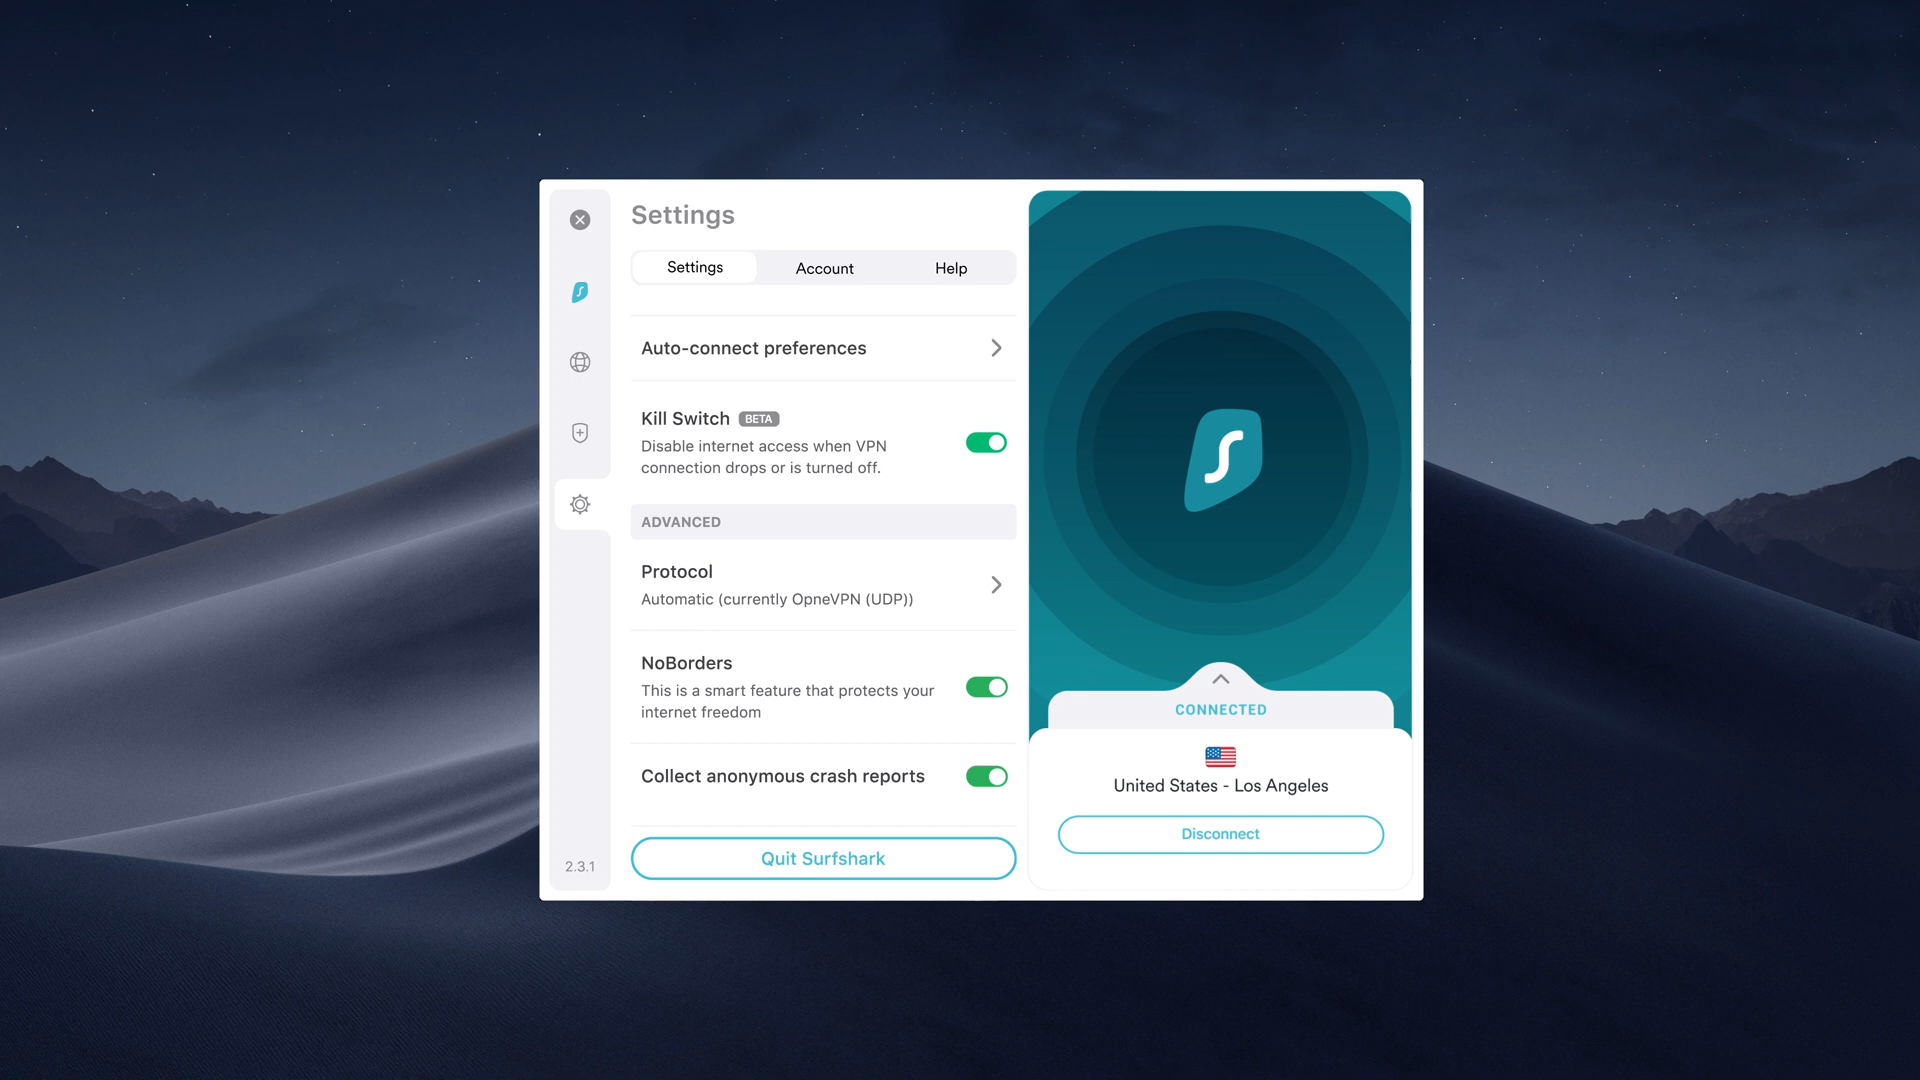 Settings
Settings
Account
Help
Auto-connect preferences
Kill Switch BETA
Disable internet access when VPN
connection drops or is turned off.
ADVANCED
Protocol
Automatic (currently OpneVPN (UDP))
NoBorders
This is a smart feature that protects your
internet freedom
Collect anonymous crash reports
Quit Surfshark
2.3.1
CONNECTED
United States - Los Angeles
Disconnect